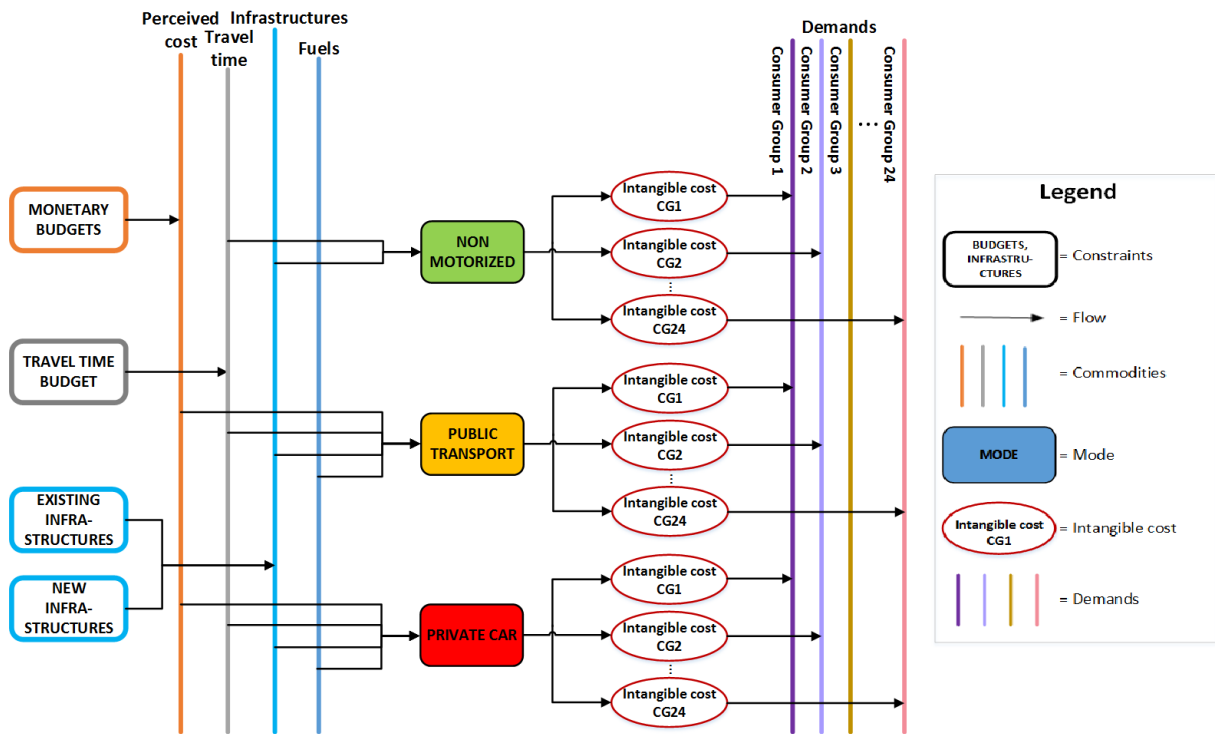 Perceived
cost
Travel
time
Infrastructures
Fuels
Demands
Consumer Group 1
Consumer Group 2
Consumer Group 3
...
Consumer Group 24
MONETARY
BUDGETS
TRAVEL TIME
BUDGET
EXISTING
INFRA-
STRUCTURES
NEW
INFRA-
STRUCTURES
NON
MOTORIZED
Intangible cost
CG1
Intangible cost
CG2
...
Intangible cost
CG24
PUBLIC
TRANSPORT
Intangible cost
CG1
Intangible cost
CG2
...
Intangible cost
CG24
PRIVATE CAR
Intangible cost
CG1
Intangible cost
CG2
...
Intangible cost
CG24
Legend
BUDGETS,
INFRASTRU-
CTURES
= Constraints
= Flow
= Commodities
MODE
= Mode
Intangible cost
CG1
= Intangible cost
= Demands